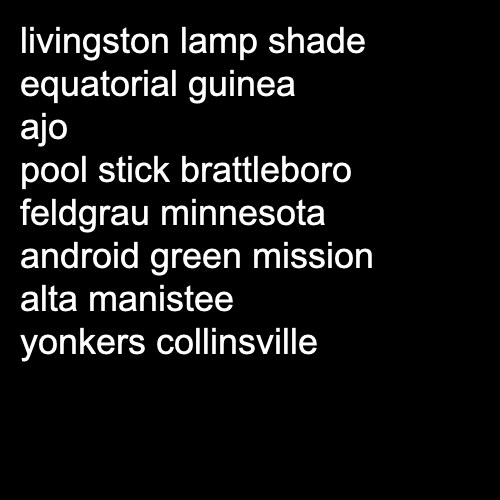 livingston lamp shade
equatorial guinea
ajo
pool stick brattleboro
feldgrau minnesota
android green mission
alta manistee
yonkers collinsville